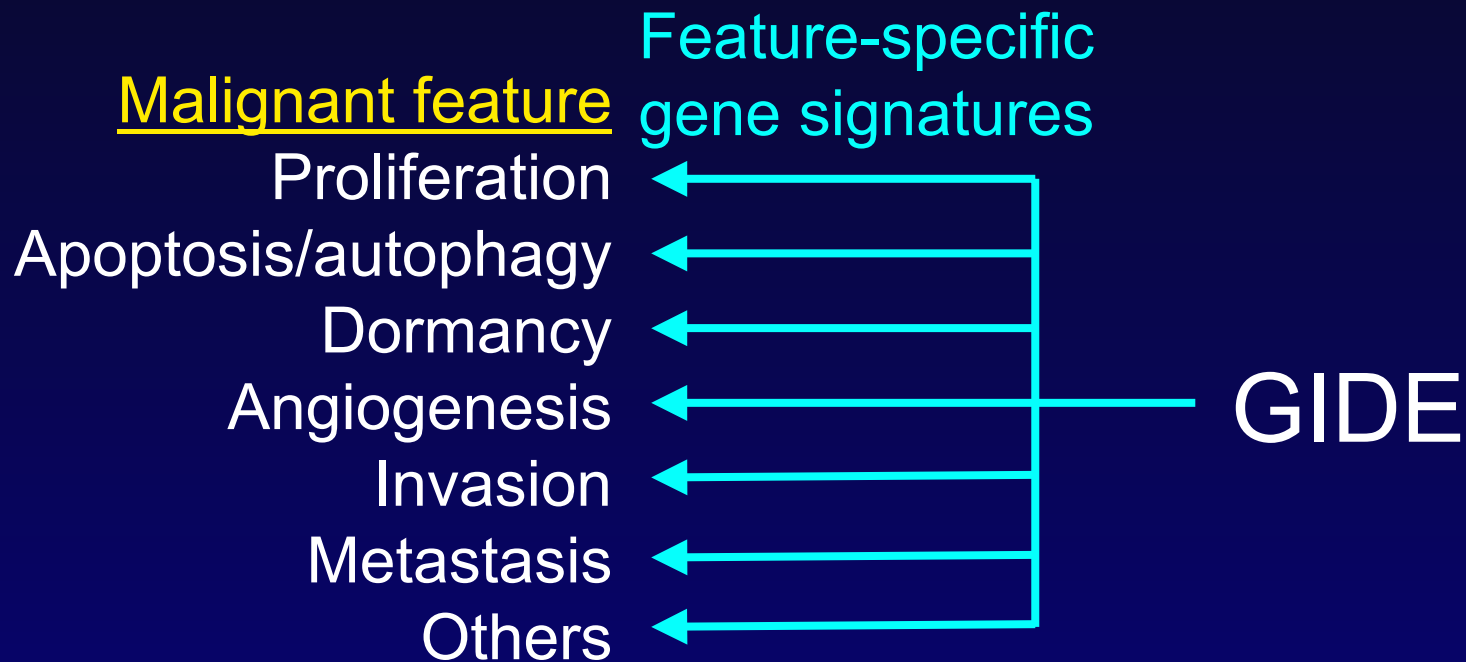 Feature-specific
gene signatures
Malignant feature
Proliferation
Apoptosis/autophagy
Dormancy
Angiogenesis
Invasion
Metastasis
Others
GIDE